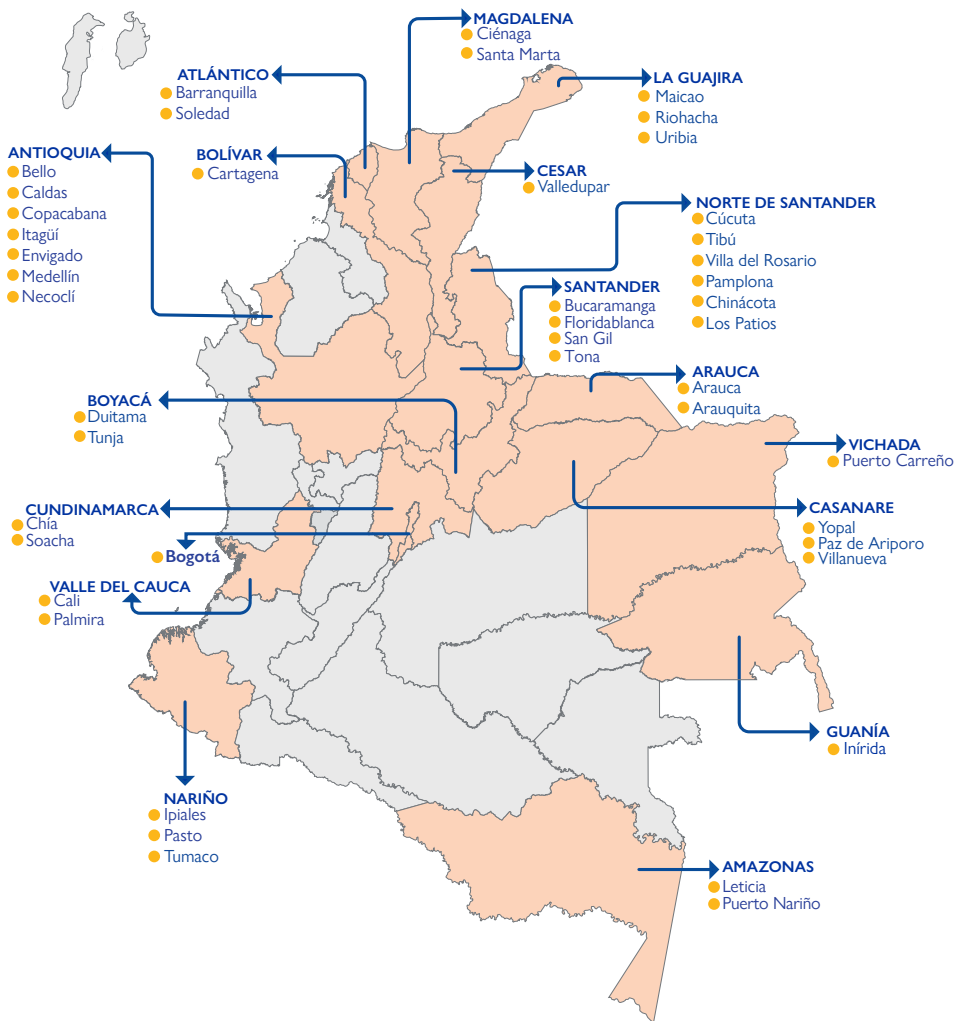 MAGDALENA
Ciénaga
Santa Marta
ATLÁNTICO
Barranquilla
Soledad
LA GUAJIRA
Maicao
Riohacha
Uribia
ANTIOQUIA
Bello
Caldas
Copacabana
Itagüí
Envigado
Medellín
Necoclí
BOLÍVAR
Cartagena
CESAR
Valledupar
NORTE DE SANTANDER
Cúcuta
Tibú
Villa del Rosario
Pamplona
Chinácota
Los Patios
SANTANDER
Bucaramanga
Floridablanca
San Gil
Tona
ARAUCA
Arauca
Arauquita
BOYACÁ
Duitama
Tunja
VICHADA
Puerto Carreño
CUNDINAMARCA
Chía
Soacha
CASANARE
Yopal
Paz de Ariporo
Villanueva
Bogotá
VALLE DEL CAUCA
Cali
Palmira
GUANÍA
Inírida
NARIÑO
Ipiales
Pasto
Tumaco
AMAZONAS
Leticia
Puerto Nariño